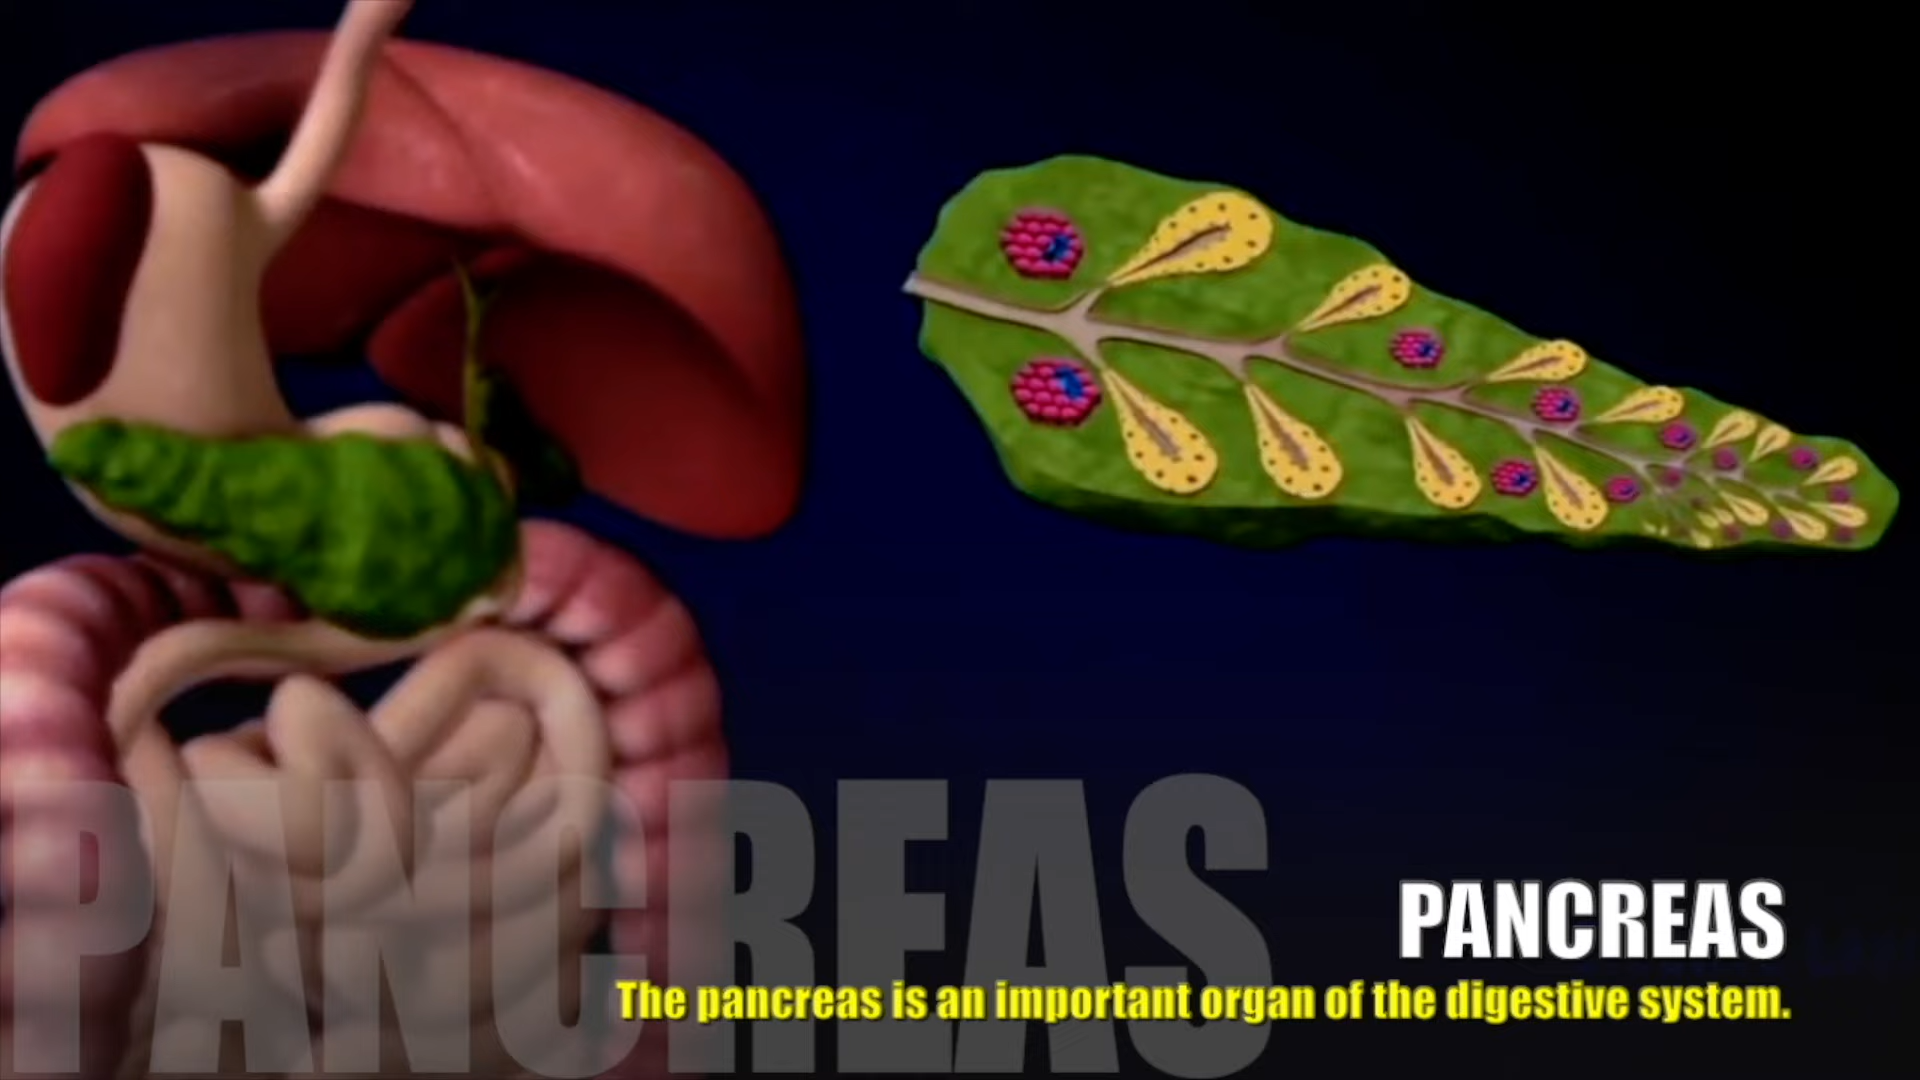 PANCREAS
PANCREAS
The pancreas is an important organ of the digestive system.